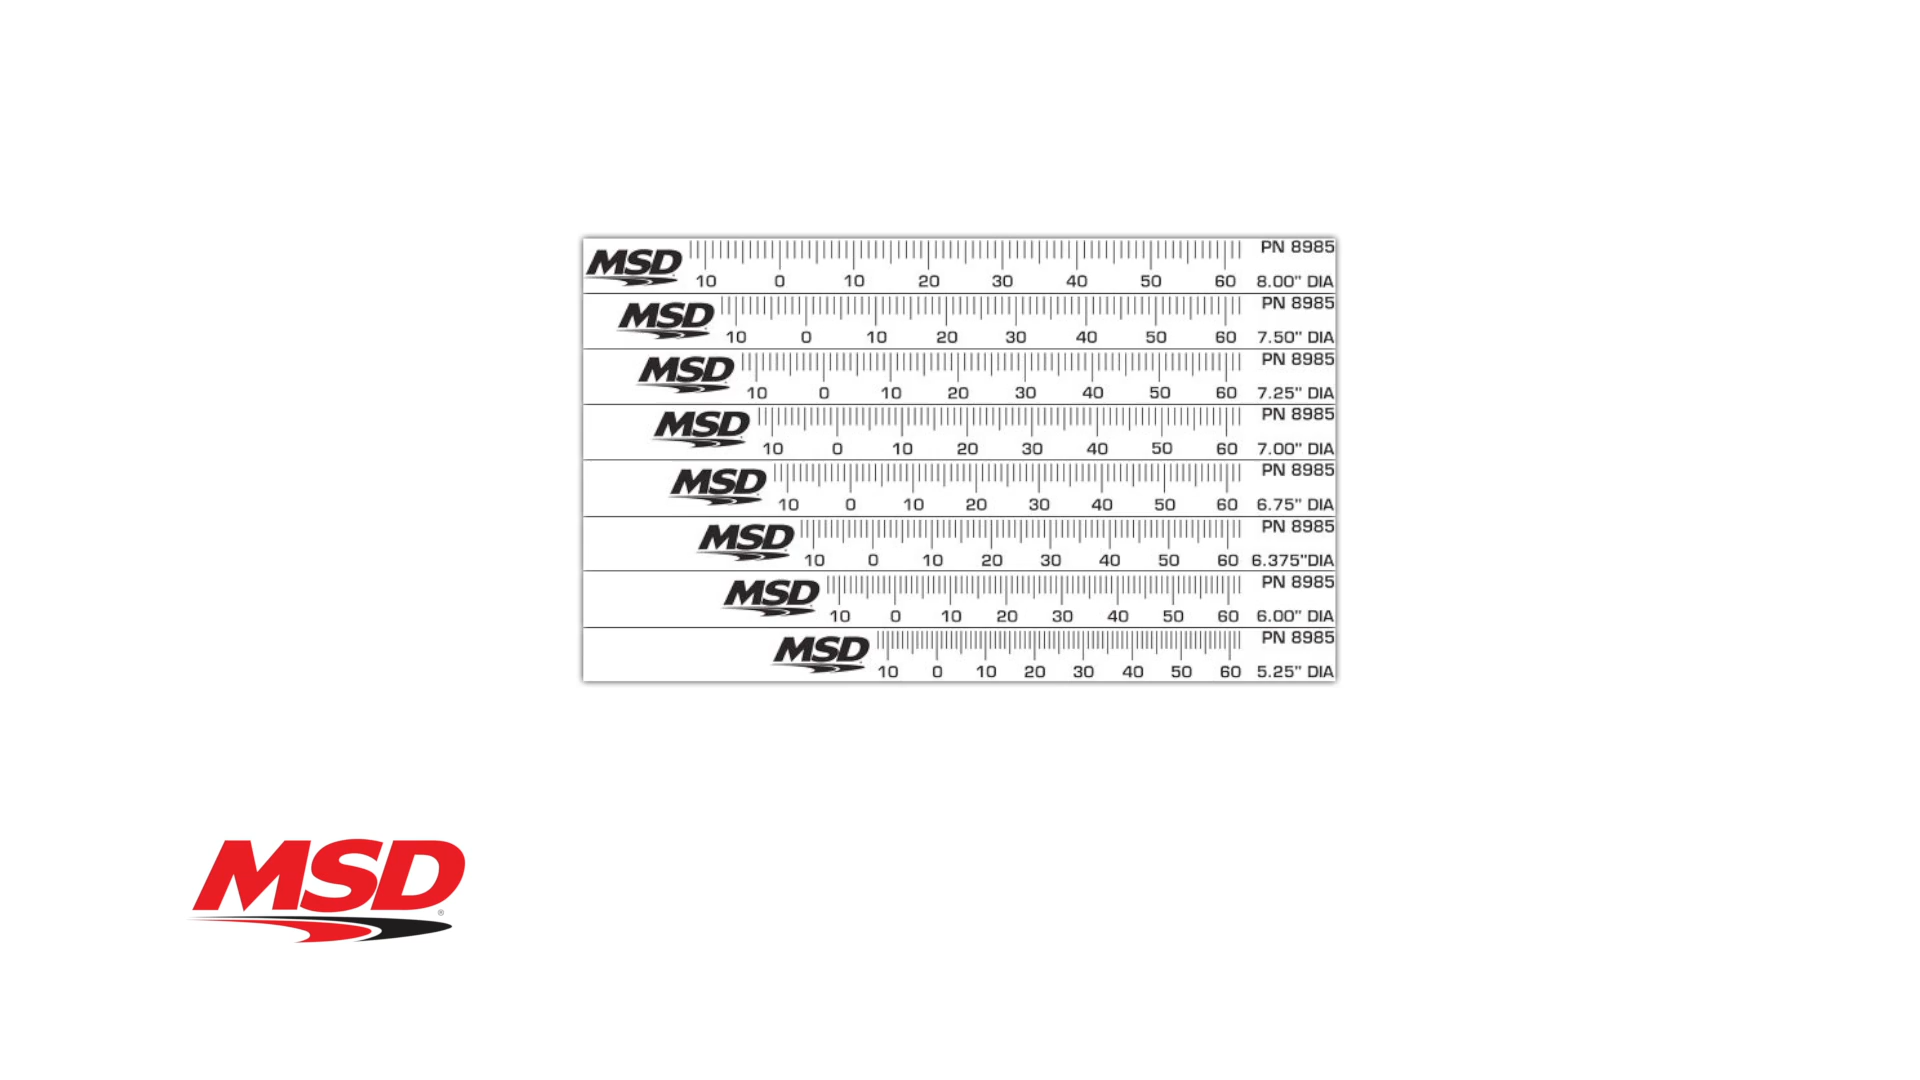 MSD PN 8985
10 0 10 20 30 40 50 60 8.00" DIA
MSD PN 8985
10 0 10 20 30 40 50 60 7.50" DIA
MSD PN 8985
10 0 10 20 30 40 50 60 7.25" DIA
MSD PN 8985
10 0 10 20 30 40 50 60 7.00" DIA
MSD PN 8985
10 0 10 20 30 40 50 60 6.75" DIA
MSD PN 8985
10 0 10 20 30 40 50 60 6.375"DIA
MSD PN 8985
10 0 10 20 30 40 50 60 6.00" DIA
MSD PN 8985
10 0 10 20 30 40 50 60 5.25" DIA
MSD®